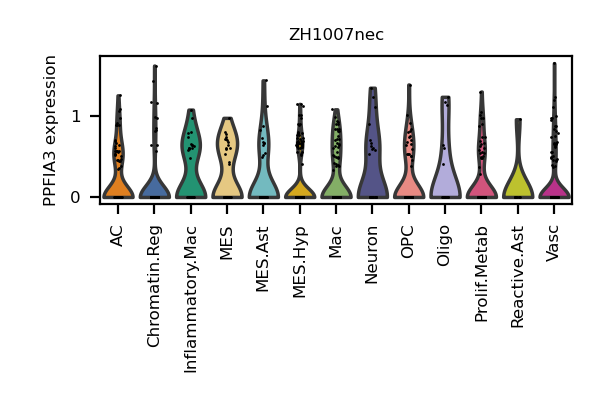 ZH1007nec
PPFIA3 expression
1
0
AC
Chromatin.Reg
Inflammatory.Mac
MES
MES.Ast
MES.Hyp
Mac
Neuron
OPC
Oligo
Prolif.Metab
Reactive.Ast
Vasc